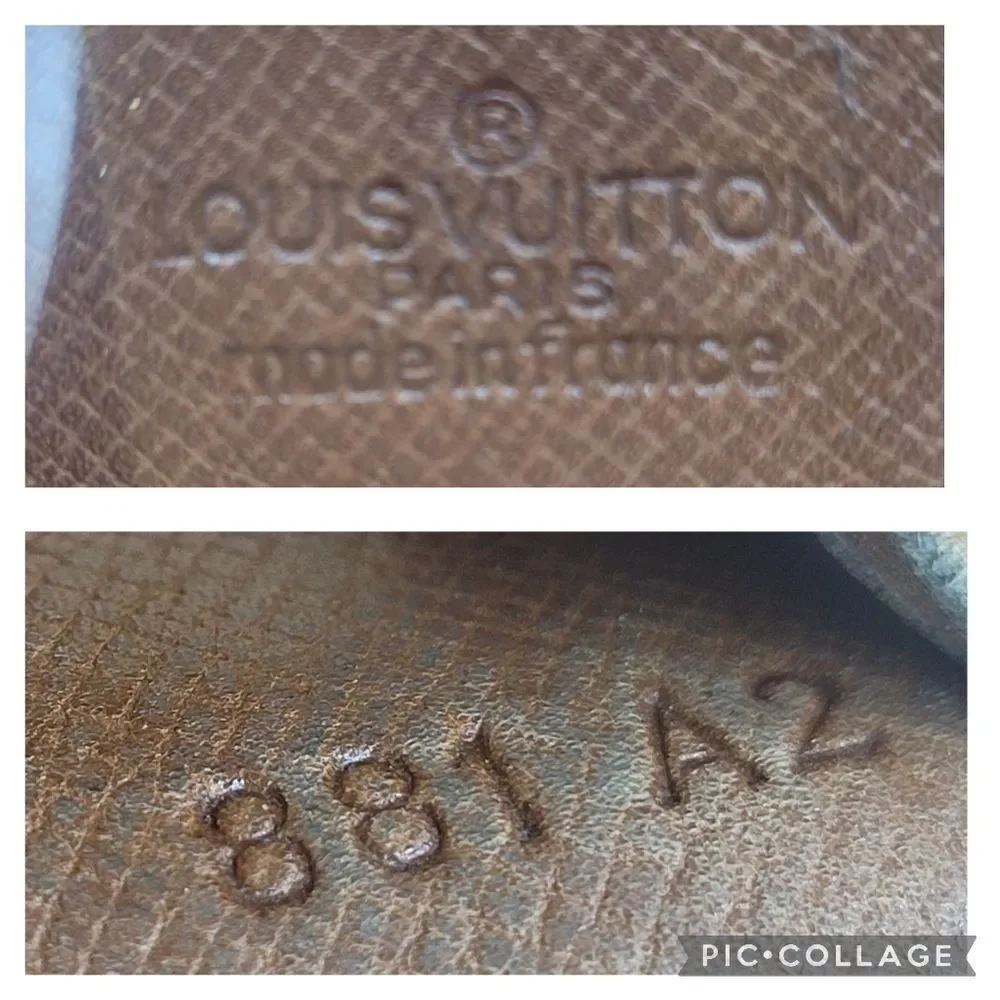 ®
LOUIS VUITTON
PARIS
made in france
881 A2
PIC•COLLAGE